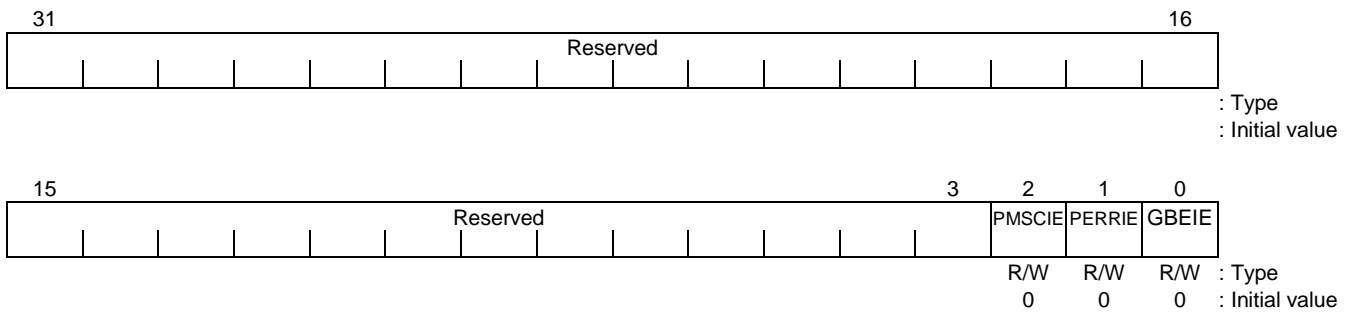 31 16
Reserved
: Type
: Initial value
15 3 2 1 0
Reserved PMSCIE PERRIE GBEIE
R/W R/W R/W : Type
0 0 0 : Initial value